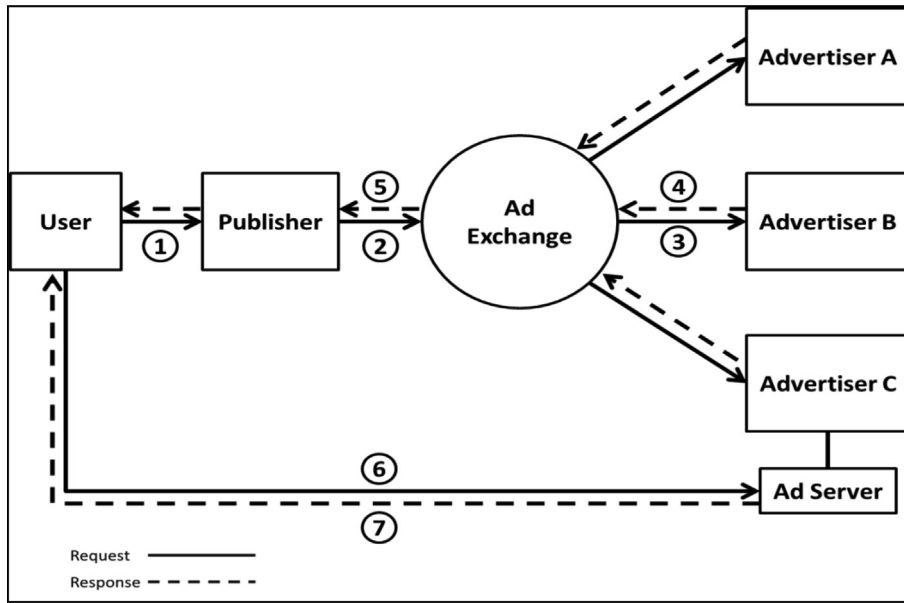 Advertiser A
5
4
User
Publisher
Ad
Exchange
Advertiser B
1
2
3
Advertiser C
6
Ad Server
7
Request
Response